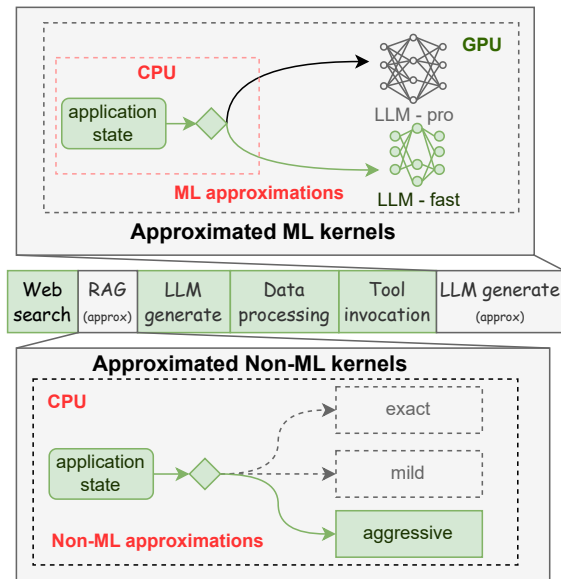 GPU
CPU
application
state
LLM - pro
ML approximations
LLM - fast
Approximated ML kernels
Web
search
RAG
(approx)
LLM
generate
Data
processing
Tool
invocation
LLM generate
(approx)
Approximated Non-ML kernels
CPU
exact
application
state
mild
Non-ML approximations
aggressive